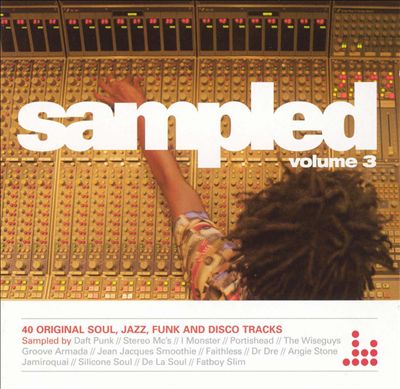 sampled
volume 3
40 ORIGINAL SOUL, JAZZ, FUNK AND DISCO TRACKS
Sampled by Daft Punk // Stereo Mc's // I Monster // Portishead // The Wiseguys
Groove Armada // Jean Jacques Smoothie // Faithless // Dr Dre // Angie Stone
Jamiroquai // Silicone Soul // De La Soul // Fatboy Slim